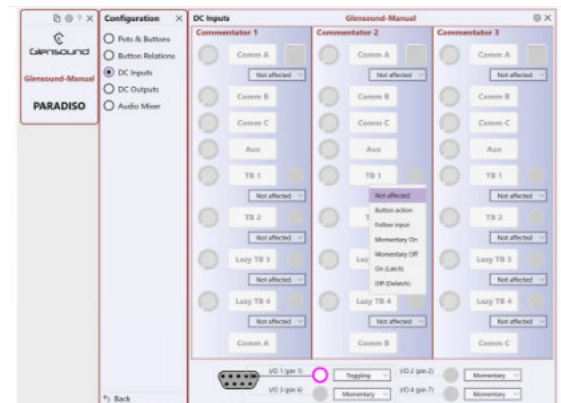 Glensound
Glensound-Manual
PARADISO
Configuration
Pots & Buttons
Button Relations
DC Inputs
DC Outputs
Audio Mixer
Back
DC Inputs
Glensound-Manual
Commentator 1
Commentator 2
Commentator 3
Comm A
Comm A
Comm A
Not affected
Not affected
Not affected
Comm B
Comm B
Comm B
Comm C
Comm C
Comm C
Aux
Aux
Aux
TB 1
TB 1
TB 1
Not affected
Not affected
Not affected
Button action
Follow input
Momentary On
Momentary Off
On (Latch)
Off (Delatch)
TB 2
TB 2
Not affected
Not affected
Lazy TB 3
Lazy TB 3
Not affected
Not affected
Lazy TB 4
Lazy TB 4
Lazy TB 4
Not affected
Not affected
Not affected
Comm A
Comm B
Comm C
I/O 1 (pin 1)
Toggling
I/O 2 (pin 2)
Momentary
I/O 3 (pin 6)
Momentary
I/O 4 (pin 7)
Momentary